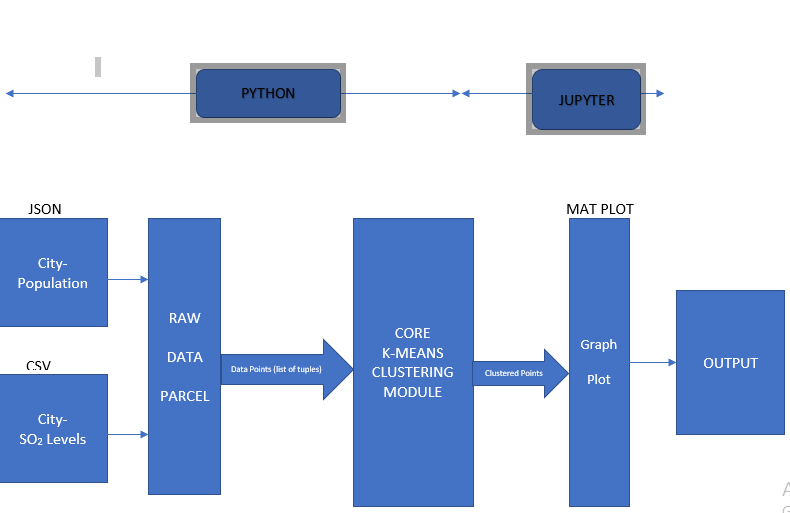 PYTHON
JUPYTER
JSON
City-
Population
CSV
City-
SO₂ Levels
RAW
DATA
PARCEL
Data Points (list of tuples)
CORE
K-MEANS
CLUSTERING
MODULE
Clustered Points
MAT PLOT
Graph
Plot
OUTPUT